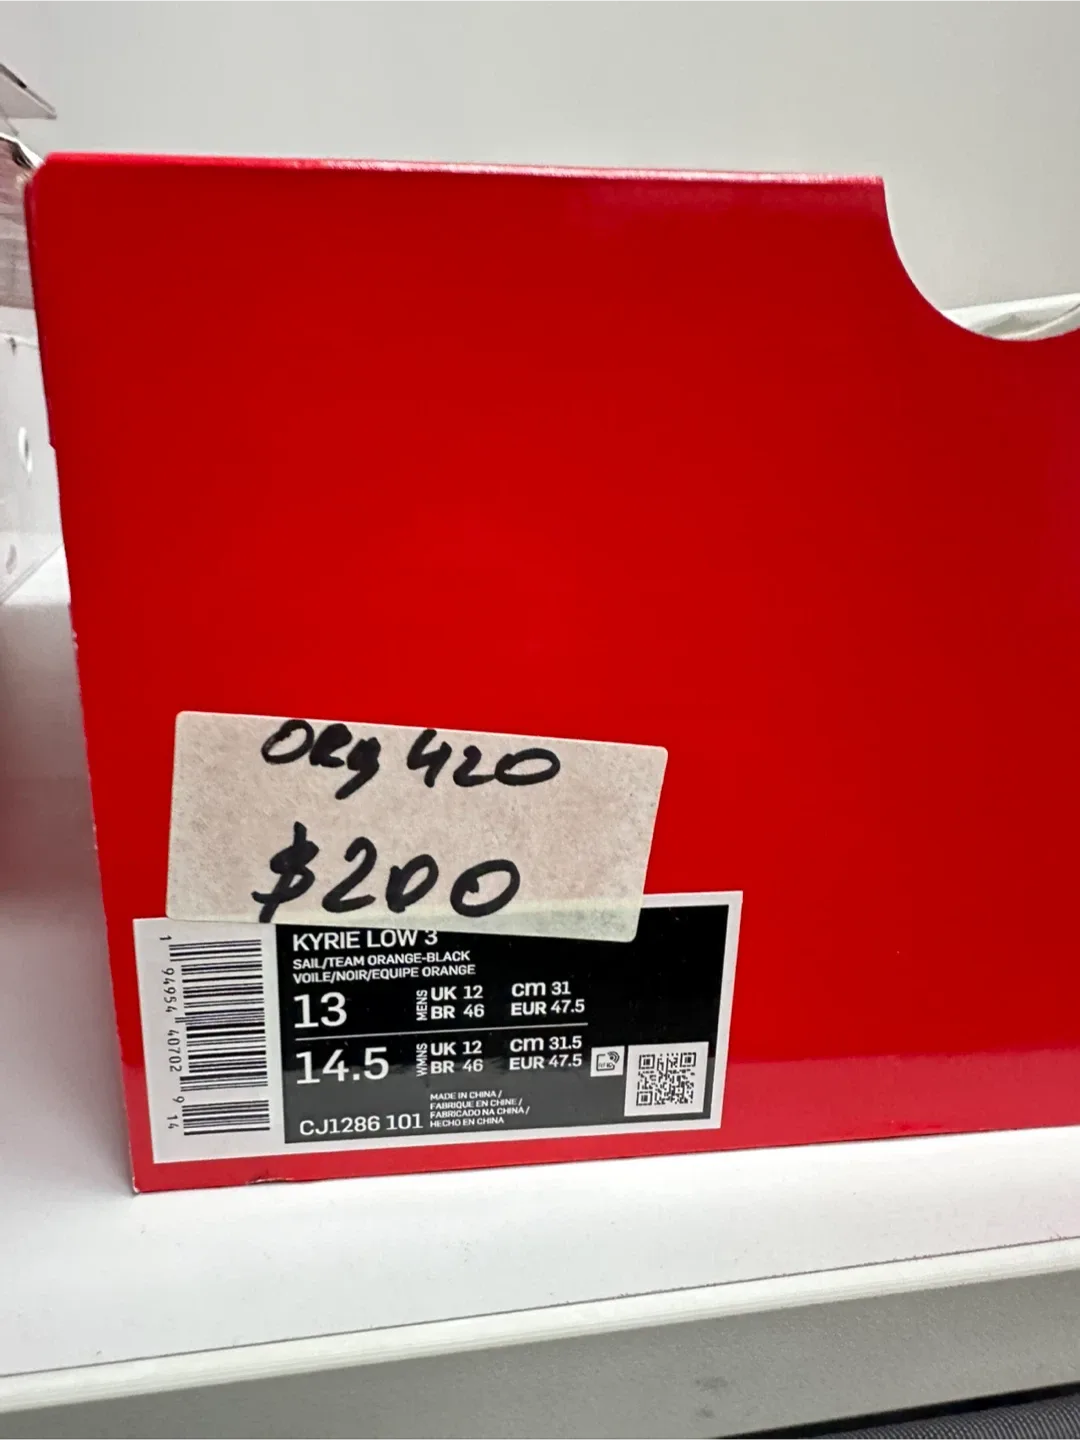 ORg 420
$200
KYRIE LOW 3
SAIL/TEAM ORANGE-BLACK
VOILE/NOIR/EQUIPE ORANGE
13 MENS UK 12 cm 31
BR 46 EUR 47.5
14.5 WMNS UK 12 cm 31.5
BR 46 EUR 47.5
CJ1286 101
MADE IN CHINA /
FABRIQUE EN CHINE /
FABRICADO NA CHINA /
HECHO EN CHINA
1 94954 40702 9 14